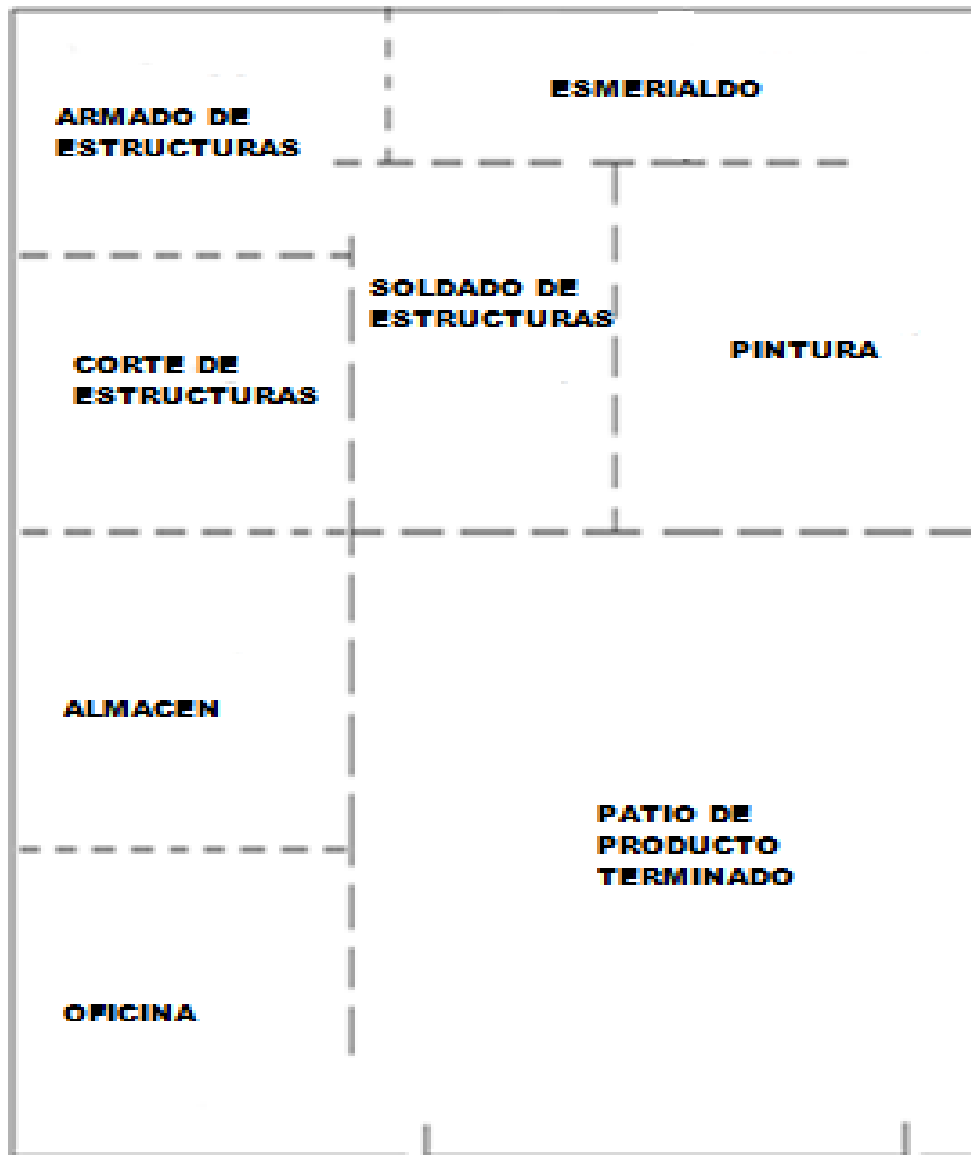 ESMERIALDO
ARMADO DE
ESTRUCTURAS
SOLDADO DE
ESTRUCTURAS
PINTURA
CORTE DE
ESTRUCTURAS
ALMACEN
PATIO DE
PRODUCTO
TERMINADO
OFICINA